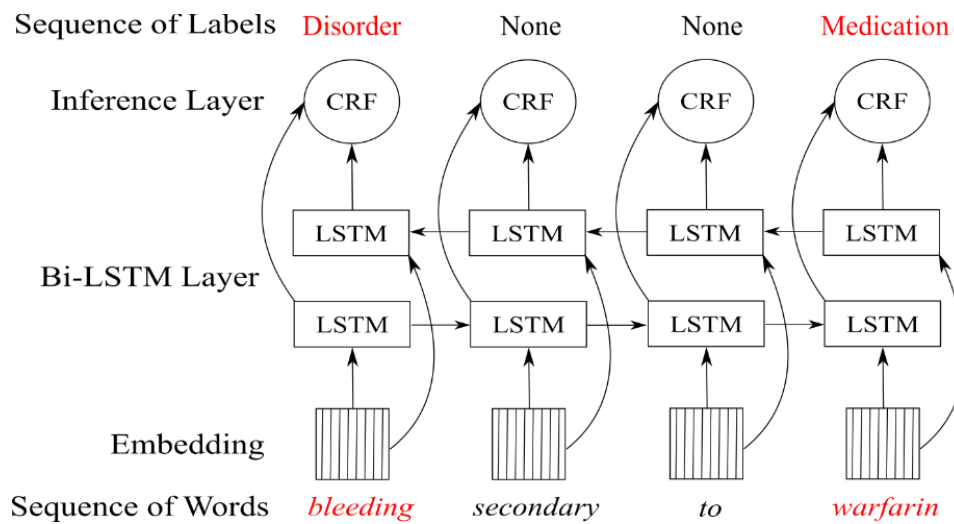 Sequence of Labels Disorder None None Medication
Inference Layer CRF CRF CRF CRF
LSTM LSTM LSTM LSTM
Bi-LSTM Layer
LSTM LSTM LSTM LSTM
Embedding
Sequence of Words bleeding secondary to warfarin